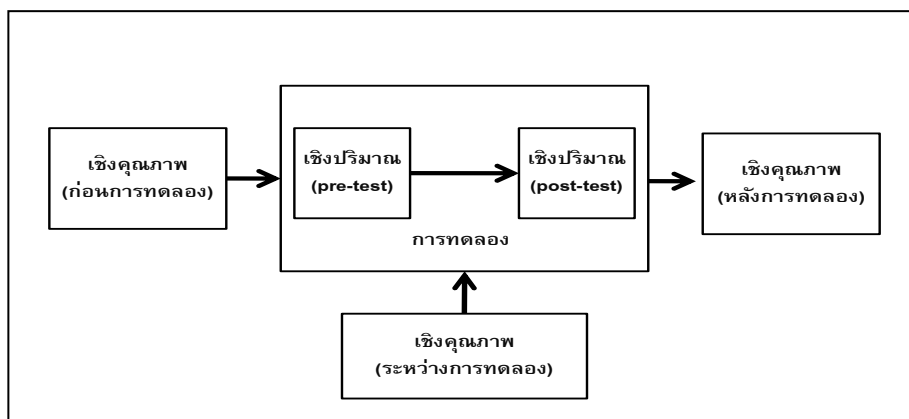 เชิงคุณภาพ
(ก่อนการทดลอง)
เชิงปริมาณ
(pre-test)
เชิงปริมาณ
(post-test)
การทดลอง
เชิงคุณภาพ
(หลังการทดลอง)
เชิงคุณภาพ
(ระหว่างการทดลอง)